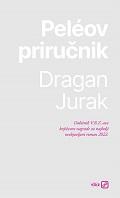 Peléov
priručnik
Dragan
Jurak
Dobitnik V.B.Z.-ove
književne nagrade za najbolji
neobjavljeni roman 2022.
vbz